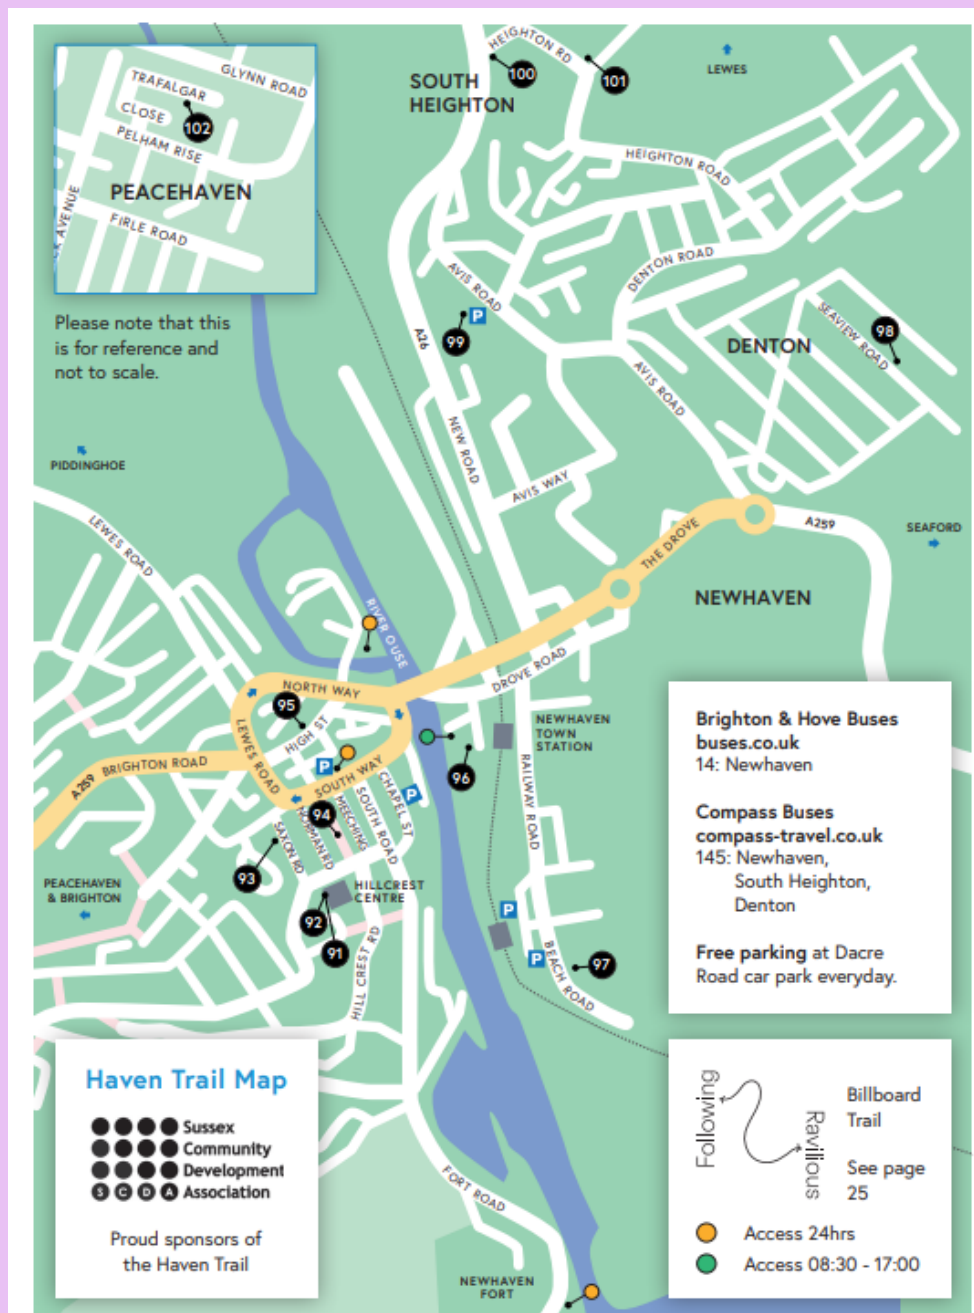 HEIGHTON RD
100
101
LEWES
SOUTH
HEIGHTON
GLYNN ROAD
TRAFALGAR
CLOSE
102
PELHAM RISE
PEACEHAVEN
AVENUE
FIRLE ROAD
HEIGHTON ROAD
DENTON ROAD
AVIS ROAD
P
99
A26
Please note that this
is for reference and
not to scale.
DENTON
SEAVIEW ROAD
98
AVIS ROAD
NEW ROAD
PIDDINGHOE
AVIS WAY
LEWES ROAD
THE DROVE
A259
SEAFORD
NEWHAVEN
RIVER OUSE
DROVE ROAD
NORTH WAY
95
HIGH ST
LEWES ROAD
A259 BRIGHTON ROAD
P
SOUTH WAY
NEWHAVEN
TOWN
STATION
96
RAILWAY ROAD
P
CHAPEL ST
SOUTH ROAD
MEECHING
94
NORMAN RD
SAXON RD
93
PEACEHAVEN
& BRIGHTON
HILLCREST
CENTRE
92
91
HILL CREST RD
P
P
BEACH ROAD
97
Brighton & Hove Buses
buses.co.uk
14: Newhaven
Compass Buses
compass-travel.co.uk
145: Newhaven,
South Heighton,
Denton
Free parking at Dacre
Road car park everyday.
Haven Trail Map
Sussex
Community
Development
S C D A Association
Proud sponsors of
the Haven Trail
FORT ROAD
NEWHAVEN
FORT
Following
Ravilious
Billboard
Trail
See page
25
Access 24hrs
Access 08:30 - 17:00